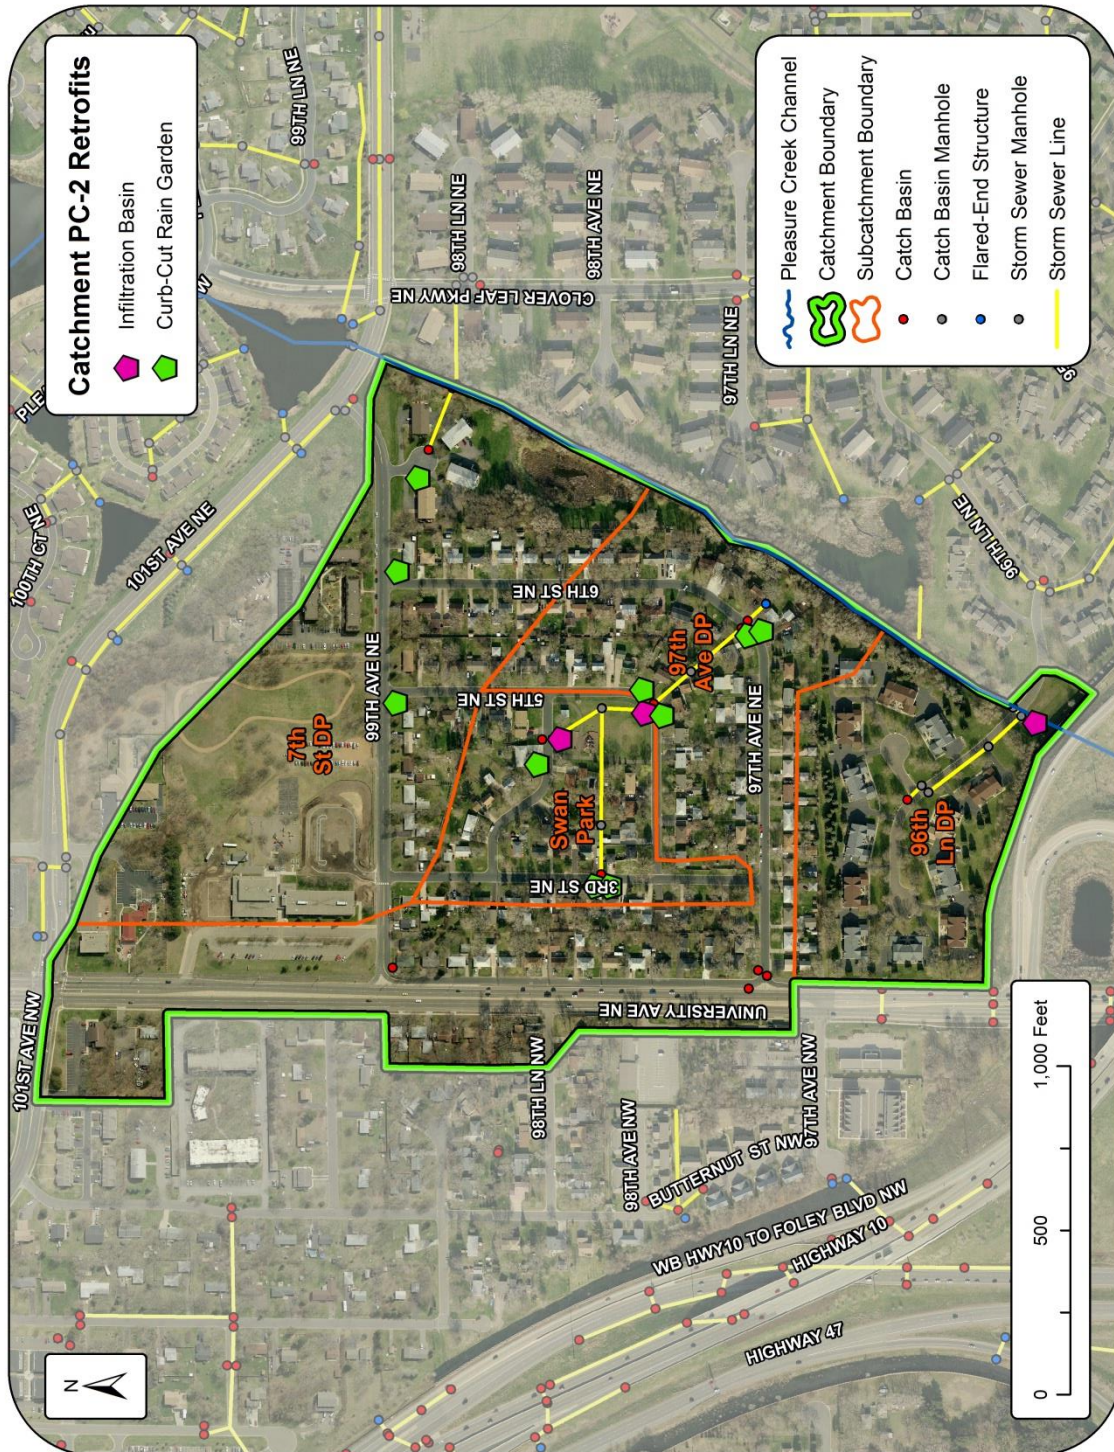 Catchment PC-2 Retrofits
Infiltration Basin
Curb-Cut Rain Garden
Pleasure Creek Channel
Catchment Boundary
Subcatchment Boundary
Catch Basin
Catch Basin Manhole
Flared-End Structure
Storm Sewer Manhole
Storm Sewer Line
N
0
500
1,000 Feet
101ST AVE NW
101ST AVE NE
100TH CT NE
99TH LN NE
99TH AVE NE
98TH LN NE
98TH AVE NE
CLOVER LEAF PKWY NE
97TH LN NE
96TH LN NE
7th
St DP
6TH ST NE
5TH ST NE
Swan
Park
3RD ST NE
97th
Ave DP
97TH AVE NE
96th
Ln DP
UNIVERSITY AVE NE
98TH LN NW
98TH AVE NW
97TH AVE NW
BUTTERNUT ST NW
WB HWY10 TO FOLEY BLVD NW
HIGHWAY 10
HIGHWAY 47